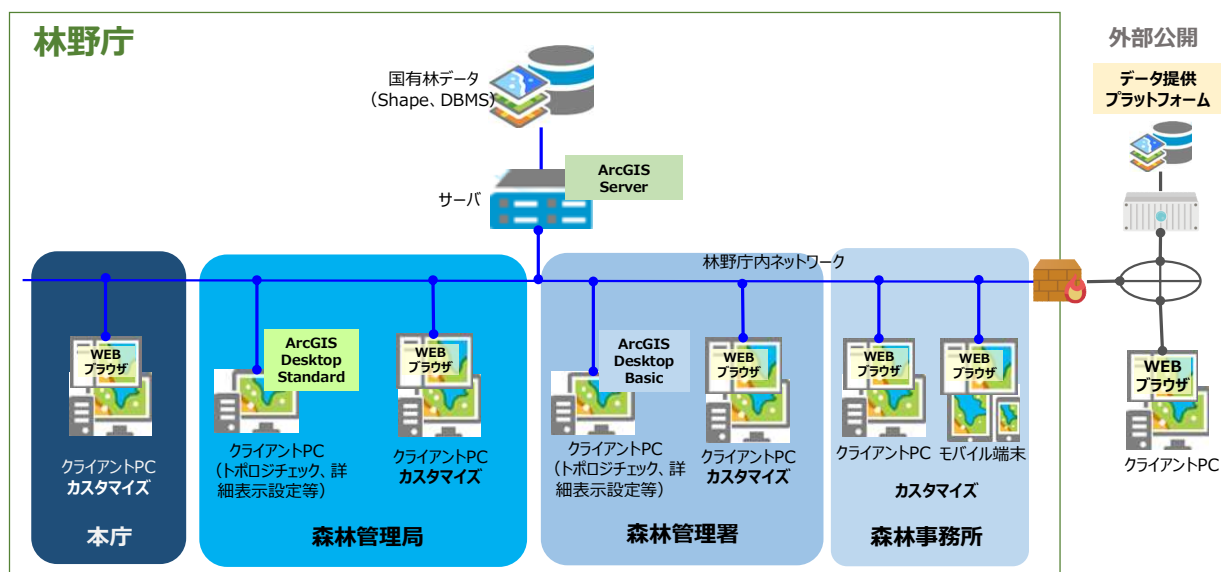 林野庁
外部公開
国有林データ
(Shape、DBMS)
データ提供
プラットフォーム
ArcGIS
Server
サーバ
林野庁内ネットワーク
WEB
ブラウザ
クライアントPC
カスタマイズ
本庁
ArcGIS
Desktop
Standard
クライアントPC
(トポロジチェック、詳
細表示設定等)
WEB
ブラウザ
クライアントPC
カスタマイズ
森林管理局
ArcGIS
Desktop
Basic
クライアントPC
(トポロジチェック、詳
細表示設定等)
WEB
ブラウザ
クライアントPC
カスタマイズ
森林管理署
WEB
ブラウザ
クライアントPC
WEB
ブラウザ
モバイル端末
カスタマイズ
森林事務所
WEB
ブラウザ
クライアントPC